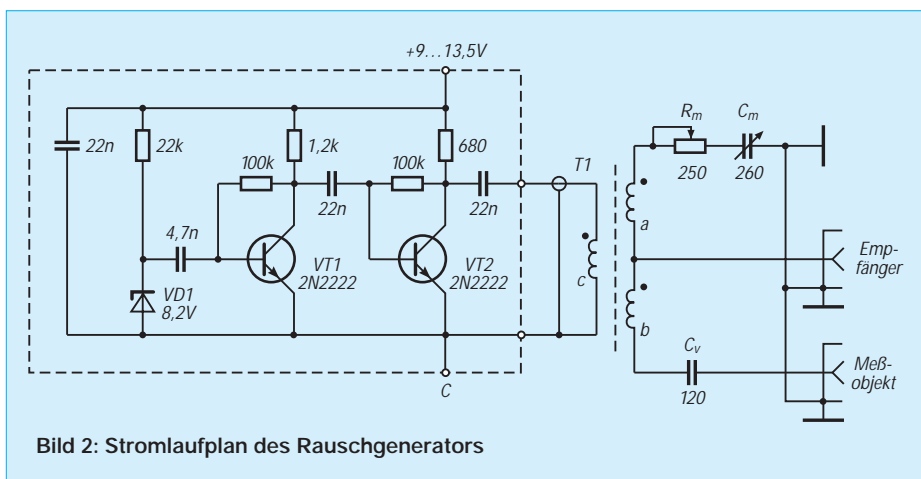 +9...13,5V
22n
22k
100k
1,2k
22n
100k
680
22n
T1
R_m
250
C_m
260
4,7n
VD1
8,2V
VT1
2N2222
VT2
2N2222
c
a
b
Emp-
fänger
C_v
120
Meß-
objekt
C
Bild 2: Stromlaufplan des Rauschgenerators